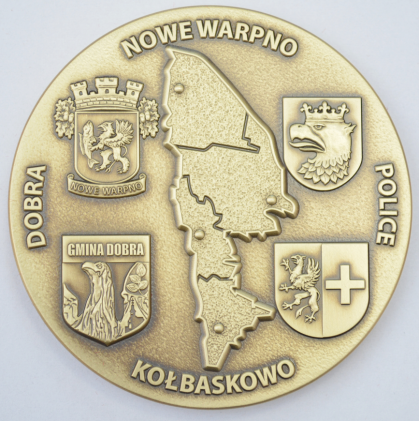 NOWE WARPNO
NOWE WARPNO
DOBRA
POLICE
GMINA DOBRA
KOŁBASKOWO